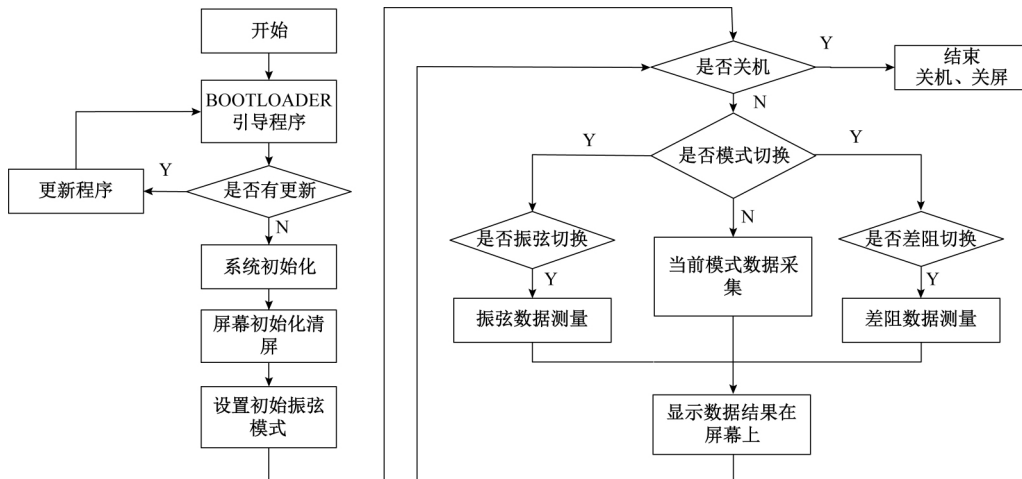 开始
BOOTLOADER
引导程序
更新程序
Y
是否有更新
N
系统初始化
屏幕初始化清
屏
设置初始振弦
模式
是否关机
Y
结束
关机、关屏
N
Y
是否模式切换
Y
N
是否振弦切换
Y
振弦数据测量
当前模式数据采
集
是否差阻切换
Y
差阻数据测量
显示数据结果在
屏幕上